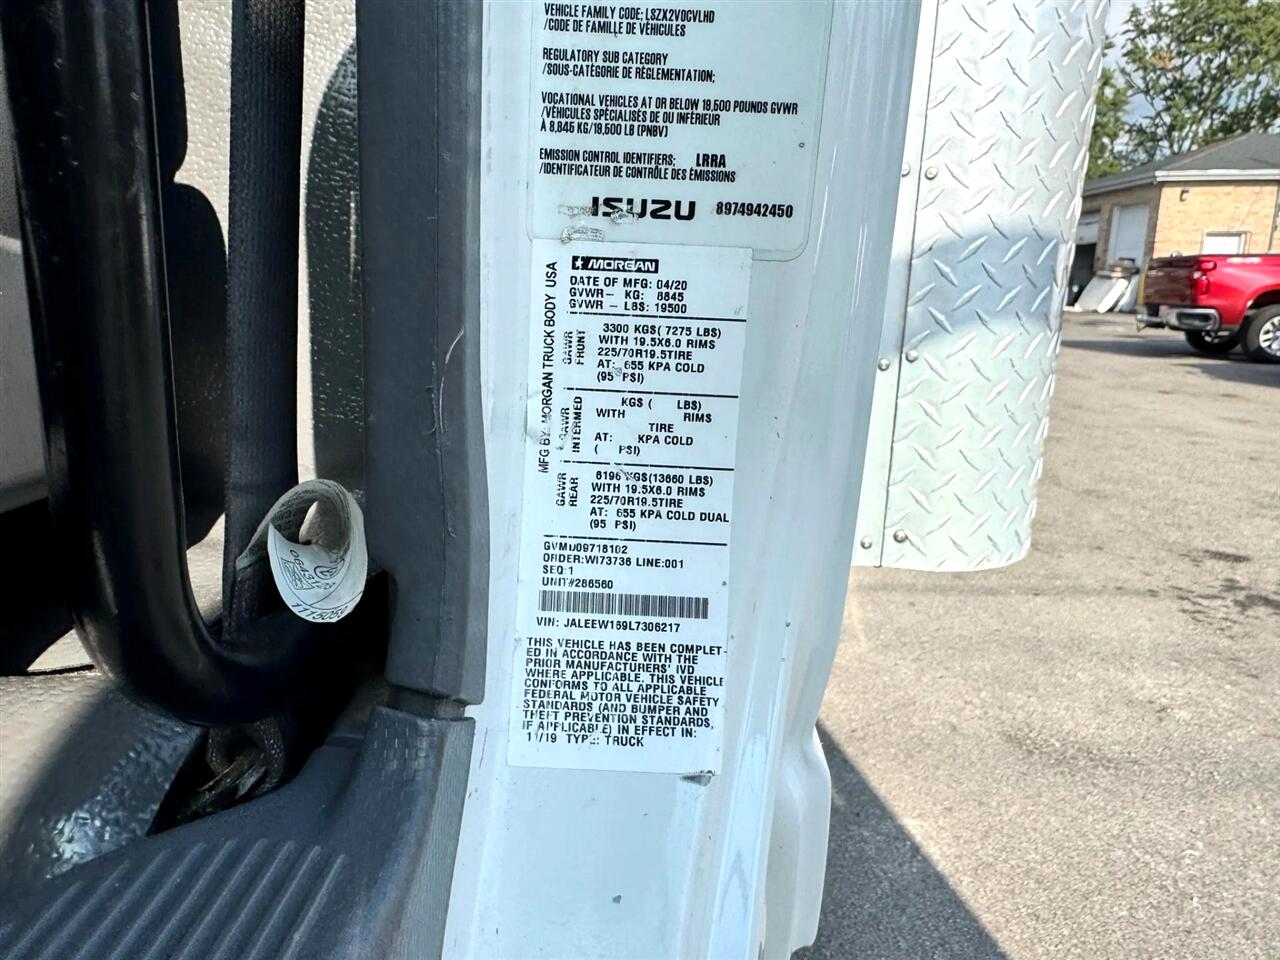 VEHICLE FAMILY CODE; LSZX2VOCVLHD
/CODE DE FAMILLE DE VÉHICULES
REGULATORY SUB CATEGORY
/SOUS-CATÉGORIE DE RÈGLEMENTATION;
VOCATIONAL VEHICLES AT OR BELOW 19,500 POUNDS GVWR
/VÉHICULES SPÉCIALISÉS DE OU INFÉRIEUR
À 8,845 KG/19,500 LB (PNBV)
EMISSION CONTROL IDENTIFIERS; LRRA
/IDENTIFICATEUR DE CONTRÔLE DES ÉMISSIONS
ISUZU 8974942450
MFG BY: MORGAN TRUCK BODY USA
MORGAN
DATE OF MFG: 04/20
GVWR- KG: 8845
GVWR- LBS: 19500
GAWR FRONT
3300 KGS( 7275 LBS)
WITH 19.5X6.0 RIMS
225/70R19.5TIRE
AT: 655 KPA COLD
(95 PSI)
GAWR INTERMED
KGS ( LBS)
WITH RIMS
TIRE
AT: KPA COLD
( PSI)
GAWR REAR
6196 KGS(13660 LBS)
WITH 19.5X6.0 RIMS
225/70R19.5TIRE
AT: 655 KPA COLD DUAL
(95 PSI)
GVMU09718102
ORDER:WI73736 LINE:001
SEQ:1
UNIT#286560
VIN: JALEEW169L7306217
THIS VEHICLE HAS BEEN COMPLET-
ED IN ACCORDANCE WITH THE
PRIOR MANUFACTURERS' IVD
WHERE APPLICABLE. THIS VEHICLE
CONFORMS TO ALL APPLICABLE
FEDERAL MOTOR VEHICLE SAFETY
STANDARDS (AND BUMPER AND
THEFT PREVENTION STANDARDS,
IF APPLICABLE) IN EFFECT IN:
11/19 TYPE: TRUCK